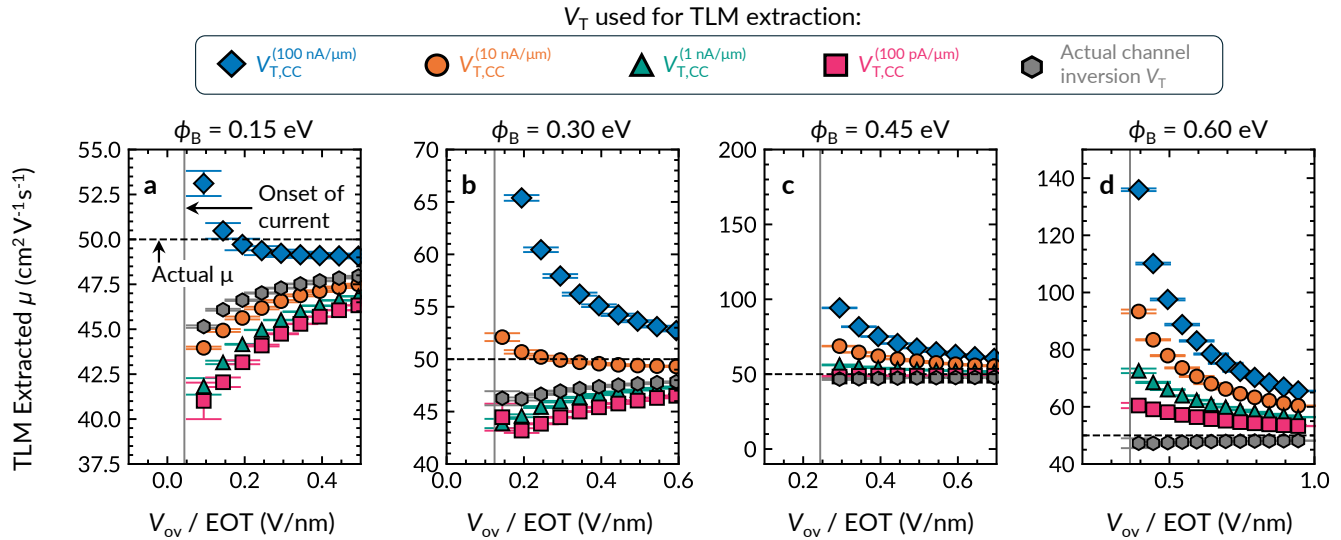 V_T used for TLM extraction:
V_T,CC^(100 nA/μm)
V_T,CC^(10 nA/μm)
V_T,CC^(1 nA/μm)
V_T,CC^(100 pA/μm)
Actual channel
inversion V_T
ϕ_B = 0.15 eV
ϕ_B = 0.30 eV
ϕ_B = 0.45 eV
ϕ_B = 0.60 eV
TLM Extracted μ (cm² V⁻¹ s⁻¹)
a
Onset of
current
Actual μ
55.0
52.5
50.0
47.5
45.0
42.5
40.0
37.5
0.0 0.2 0.4
V_ov / EOT (V/nm)
b
70
65
60
55
50
45
40
0.0 0.2 0.4 0.6
V_ov / EOT (V/nm)
c
200
150
100
50
0
0.0 0.2 0.4 0.6
V_ov / EOT (V/nm)
d
140
120
100
80
60
40
0.5 1.0
V_ov / EOT (V/nm)